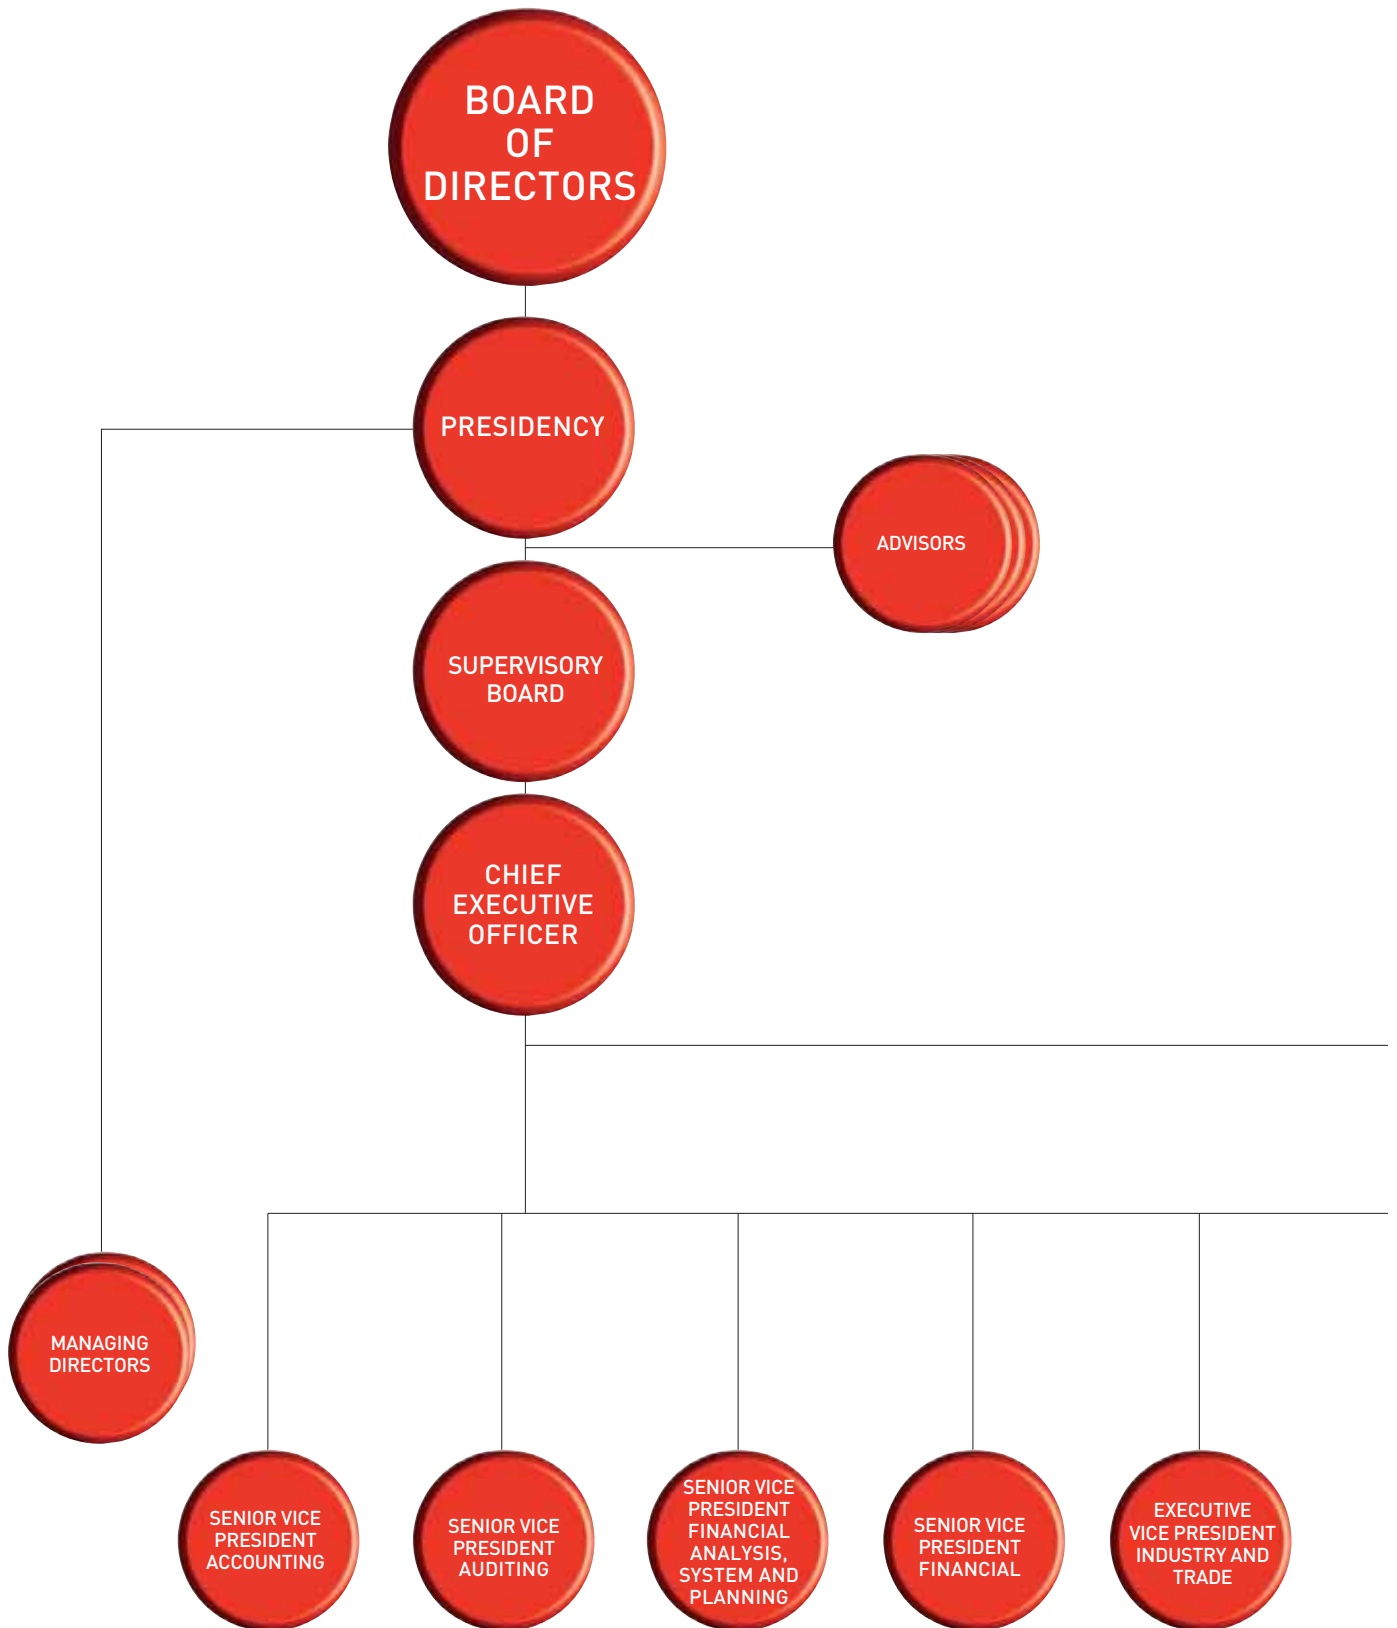 BOARD
OF
DIRECTORS
PRESIDENCY
ADVISORS
SUPERVISORY
BOARD
CHIEF
EXECUTIVE
OFFICER
MANAGING
DIRECTORS
SENIOR VICE
PRESIDENT
ACCOUNTING
SENIOR VICE
PRESIDENT
AUDITING
SENIOR VICE
PRESIDENT
FINANCIAL
ANALYSIS,
SYSTEM AND
PLANNING
SENIOR VICE
PRESIDENT
FINANCIAL
EXECUTIVE
VICE PRESIDENT
INDUSTRY AND
TRADE